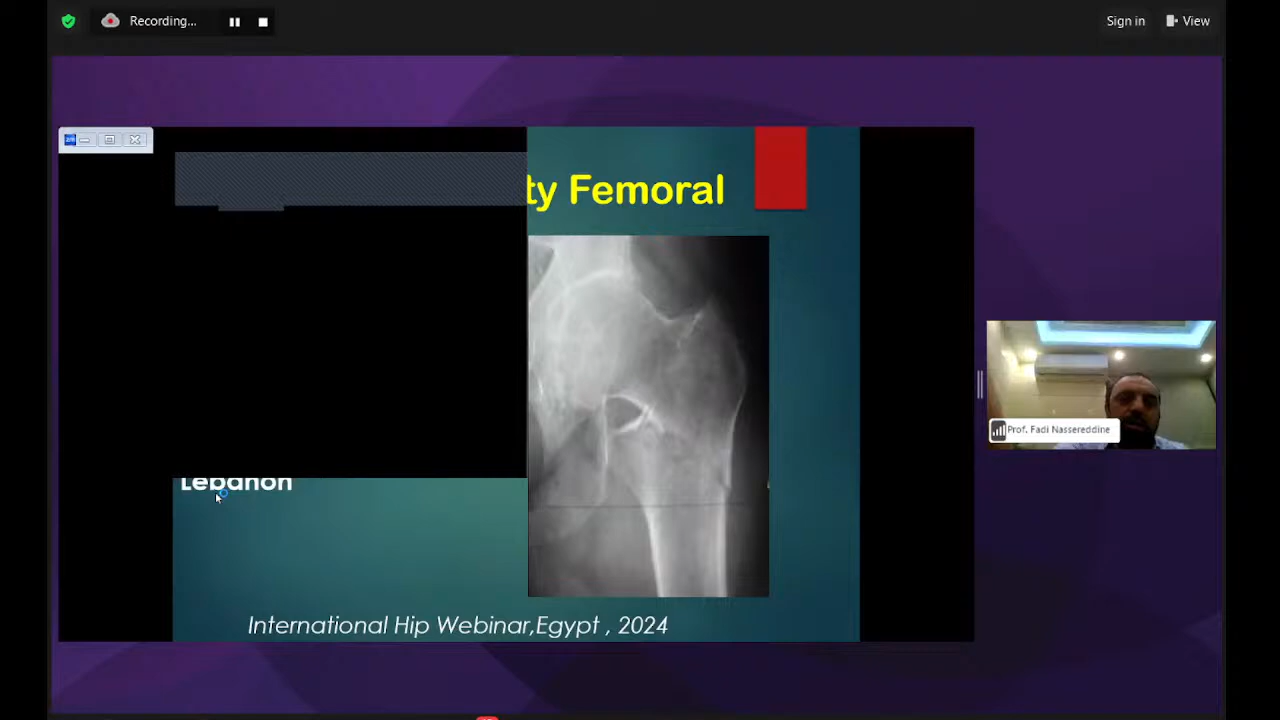 Recording...
Sign in
View
ty Femoral
Lebanon
International Hip Webinar,Egypt , 2024
Prof. Fadi Nassereddine